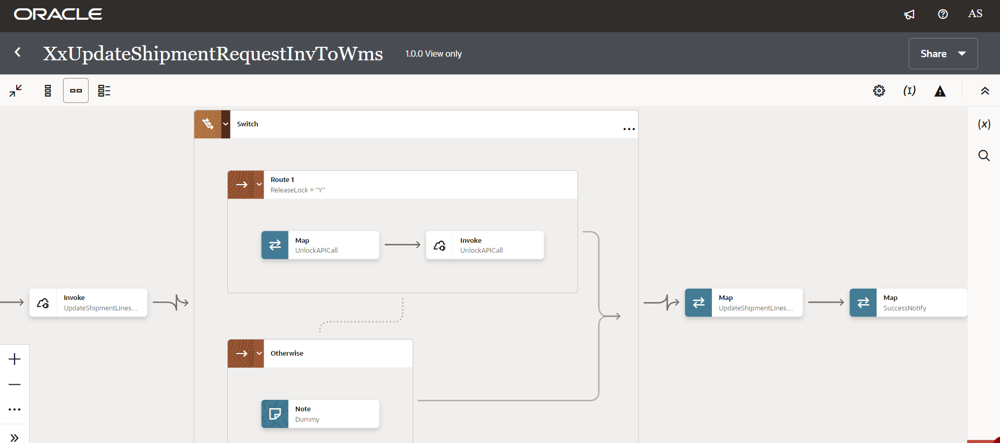 ORACLE
AS
XxUpdateShipmentRequestInvToWms
1.0.0 View only
Share
(I)
(x)
Switch
Route 1
ReleaseLock = "Y"
Map
UnlockAPICall
Invoke
UnlockAPICall
Invoke
UpdateShipmentLines...
Map
UpdateShipmentLines...
Map
SuccessNotify
Otherwise
Note
Dummy